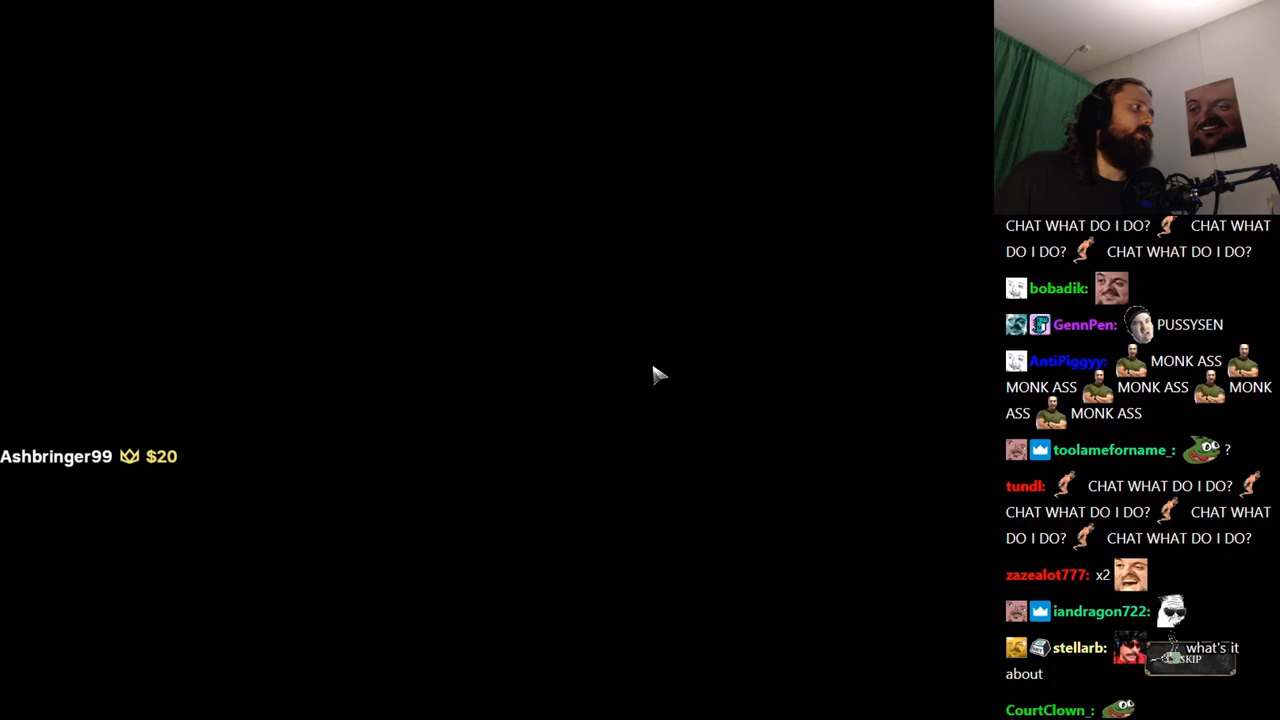 CHAT WHAT DO I DO? CHAT WHAT
DO I DO? CHAT WHAT DO I DO?
bobadik:
GennPen: PUSSYSEN
AntiPiggyy: MONK ASS
MONK ASS MONK ASS MONK
ASS MONK ASS
Ashbringer99 $20
toolameforname_: ?
tundl: CHAT WHAT DO I DO?
CHAT WHAT DO I DO? CHAT WHAT
DO I DO? CHAT WHAT DO I DO?
zazealot777: x2
iandragon722:
stellarb: what's it
about
SKIP
CourtClown_: